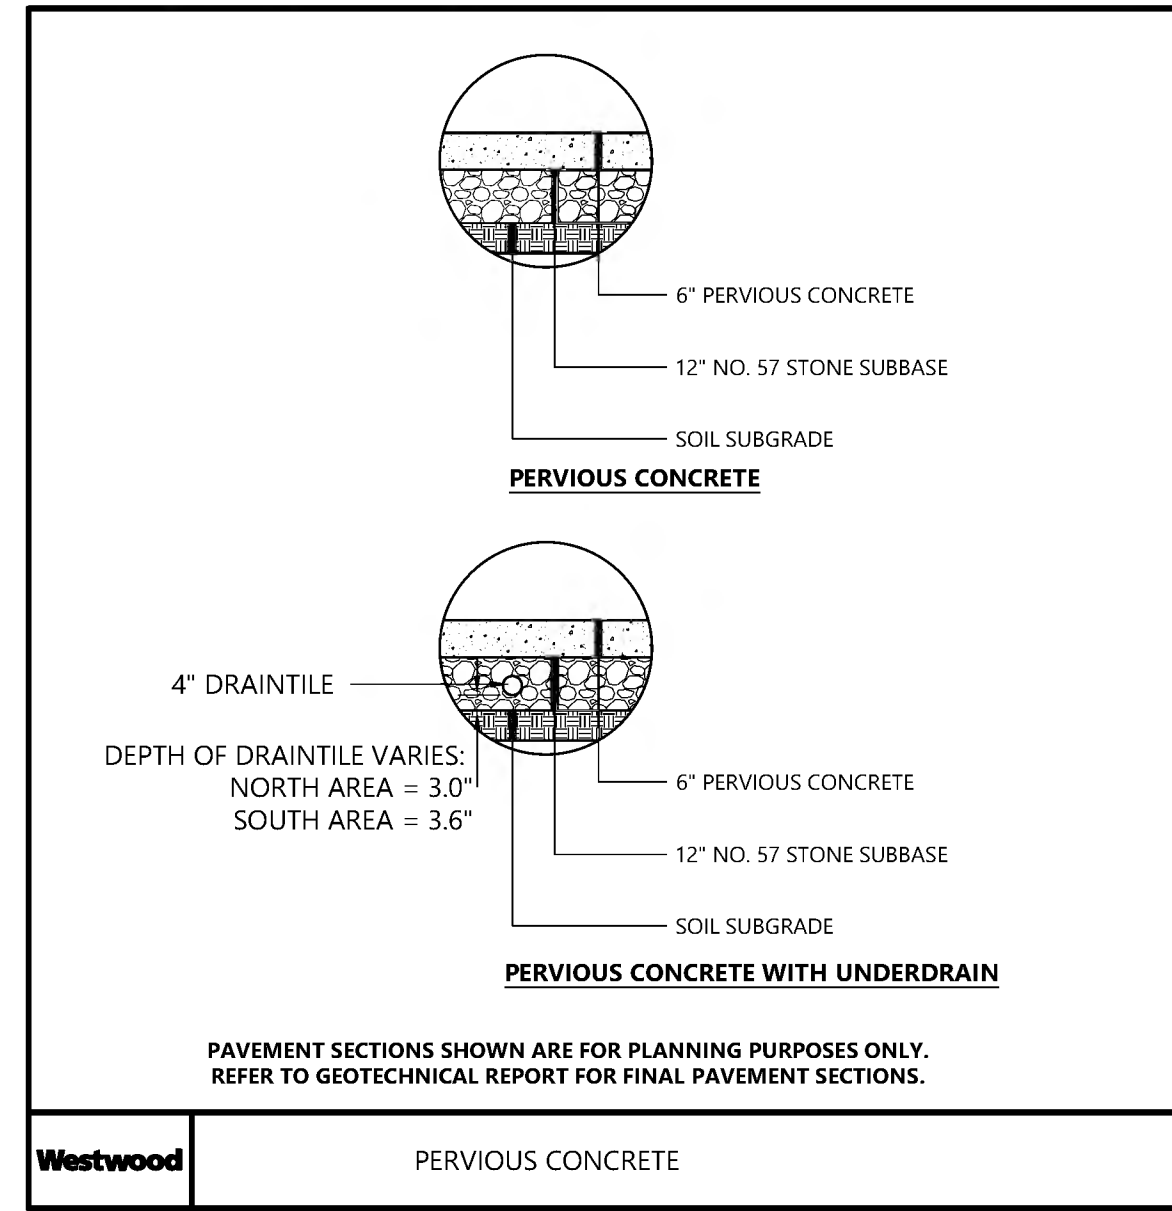 6" PERVIOUS CONCRETE
12" NO. 57 STONE SUBBASE
SOIL SUBGRADE
PERVIOUS CONCRETE
4" DRAINTILE
DEPTH OF DRAINTILE VARIES:
NORTH AREA = 3.0"
SOUTH AREA = 3.6"
6" PERVIOUS CONCRETE
12" NO. 57 STONE SUBBASE
SOIL SUBGRADE
PERVIOUS CONCRETE WITH UNDERDRAIN
PAVEMENT SECTIONS SHOWN ARE FOR PLANNING PURPOSES ONLY.
REFER TO GEOTECHNICAL REPORT FOR FINAL PAVEMENT SECTIONS.
Westwood
PERVIOUS CONCRETE